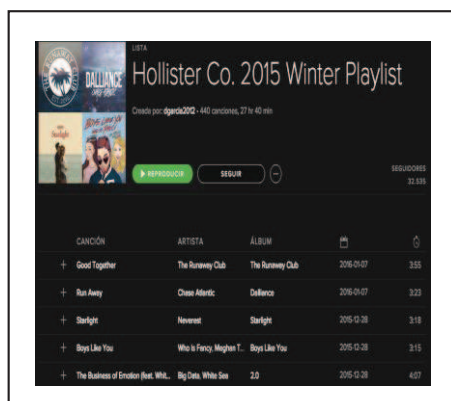 LISTA
Hollister Co. 2015 Winter Playlist
Creada por: dgarcia2012 • 440 canciones, 27 hr 40 min
REPRODUCIR
SEGUIR
SEGUIDORES
32.535
CANCIÓN ARTISTA ÁLBUM
+ Good Together The Runaway Club The Runaway Club 2016-01-07 3:55
+ Run Away Chase Atlantic Dalliance 2016-01-07 3:23
+ Starlight Neverest Starlight 2015-12-28 3:18
+ Boys Like You Who Is Fancy, Meghan T... Boys Like You 2015-12-28 3:15
+ The Business of Emotion (feat. Whit... Big Data, White Sea 2.0 2015-12-28 4:07
DALLIANCE